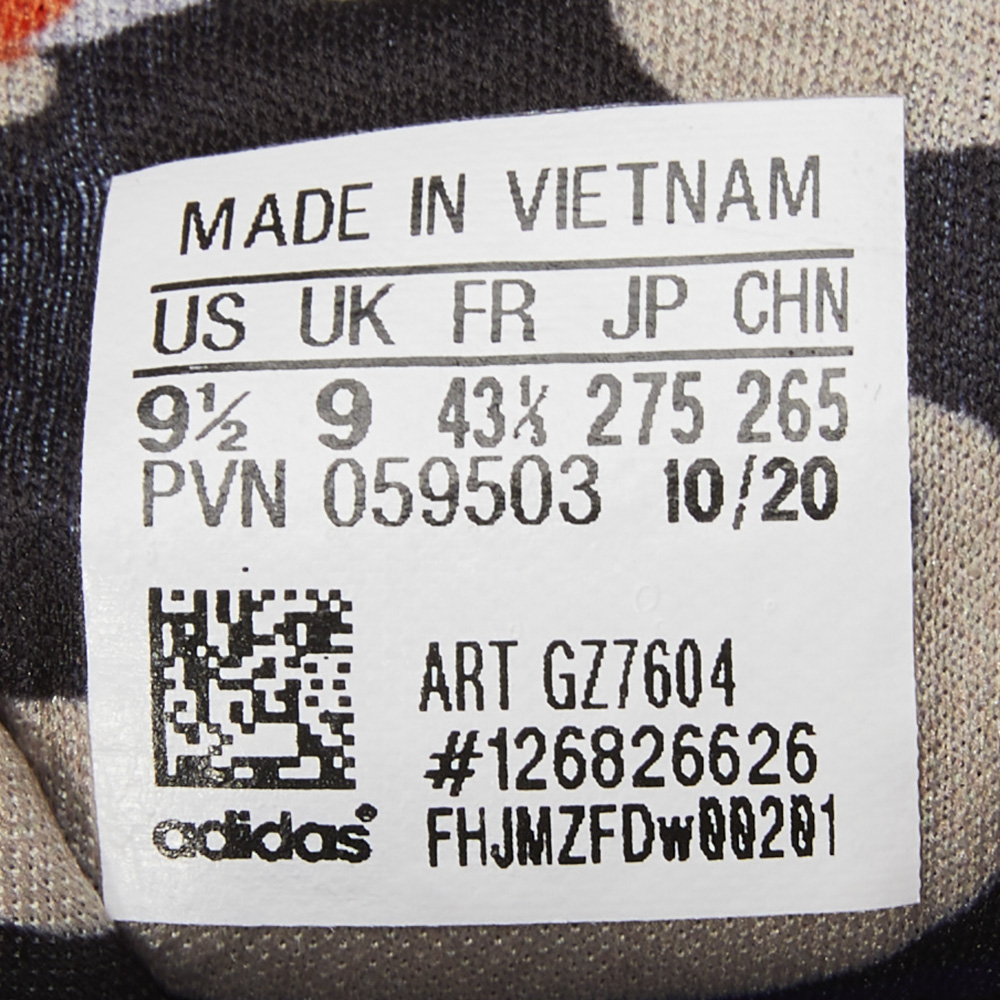 MADE IN VIETNAM
US UK FR JP CHN
9½ 9 43⅓ 275 265
PVN 059503 10/20
ART GZ7604
#126826626
adidas® FHJMZFDw00201